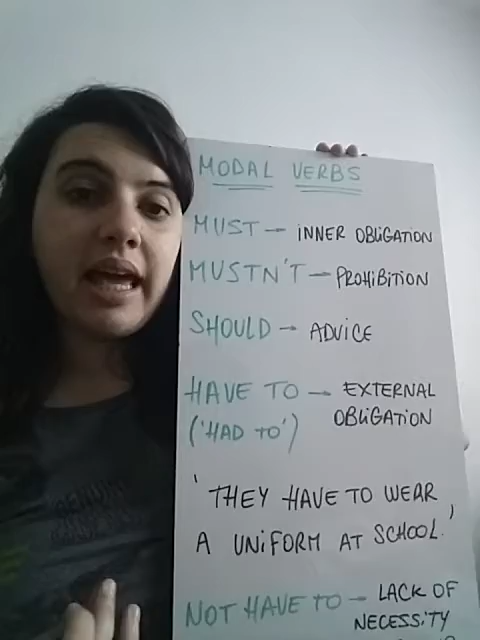 MODAL VERBS
MUST – INNER OBLIGATION
MUSTN'T – PROHIBITION
SHOULD – ADVICE
HAVE TO – EXTERNAL
('HAD TO') OBLIGATION
'THEY HAVE TO WEAR
A UNIFORM AT SCHOOL.'
NOT HAVE TO – LACK OF
NECESSITY